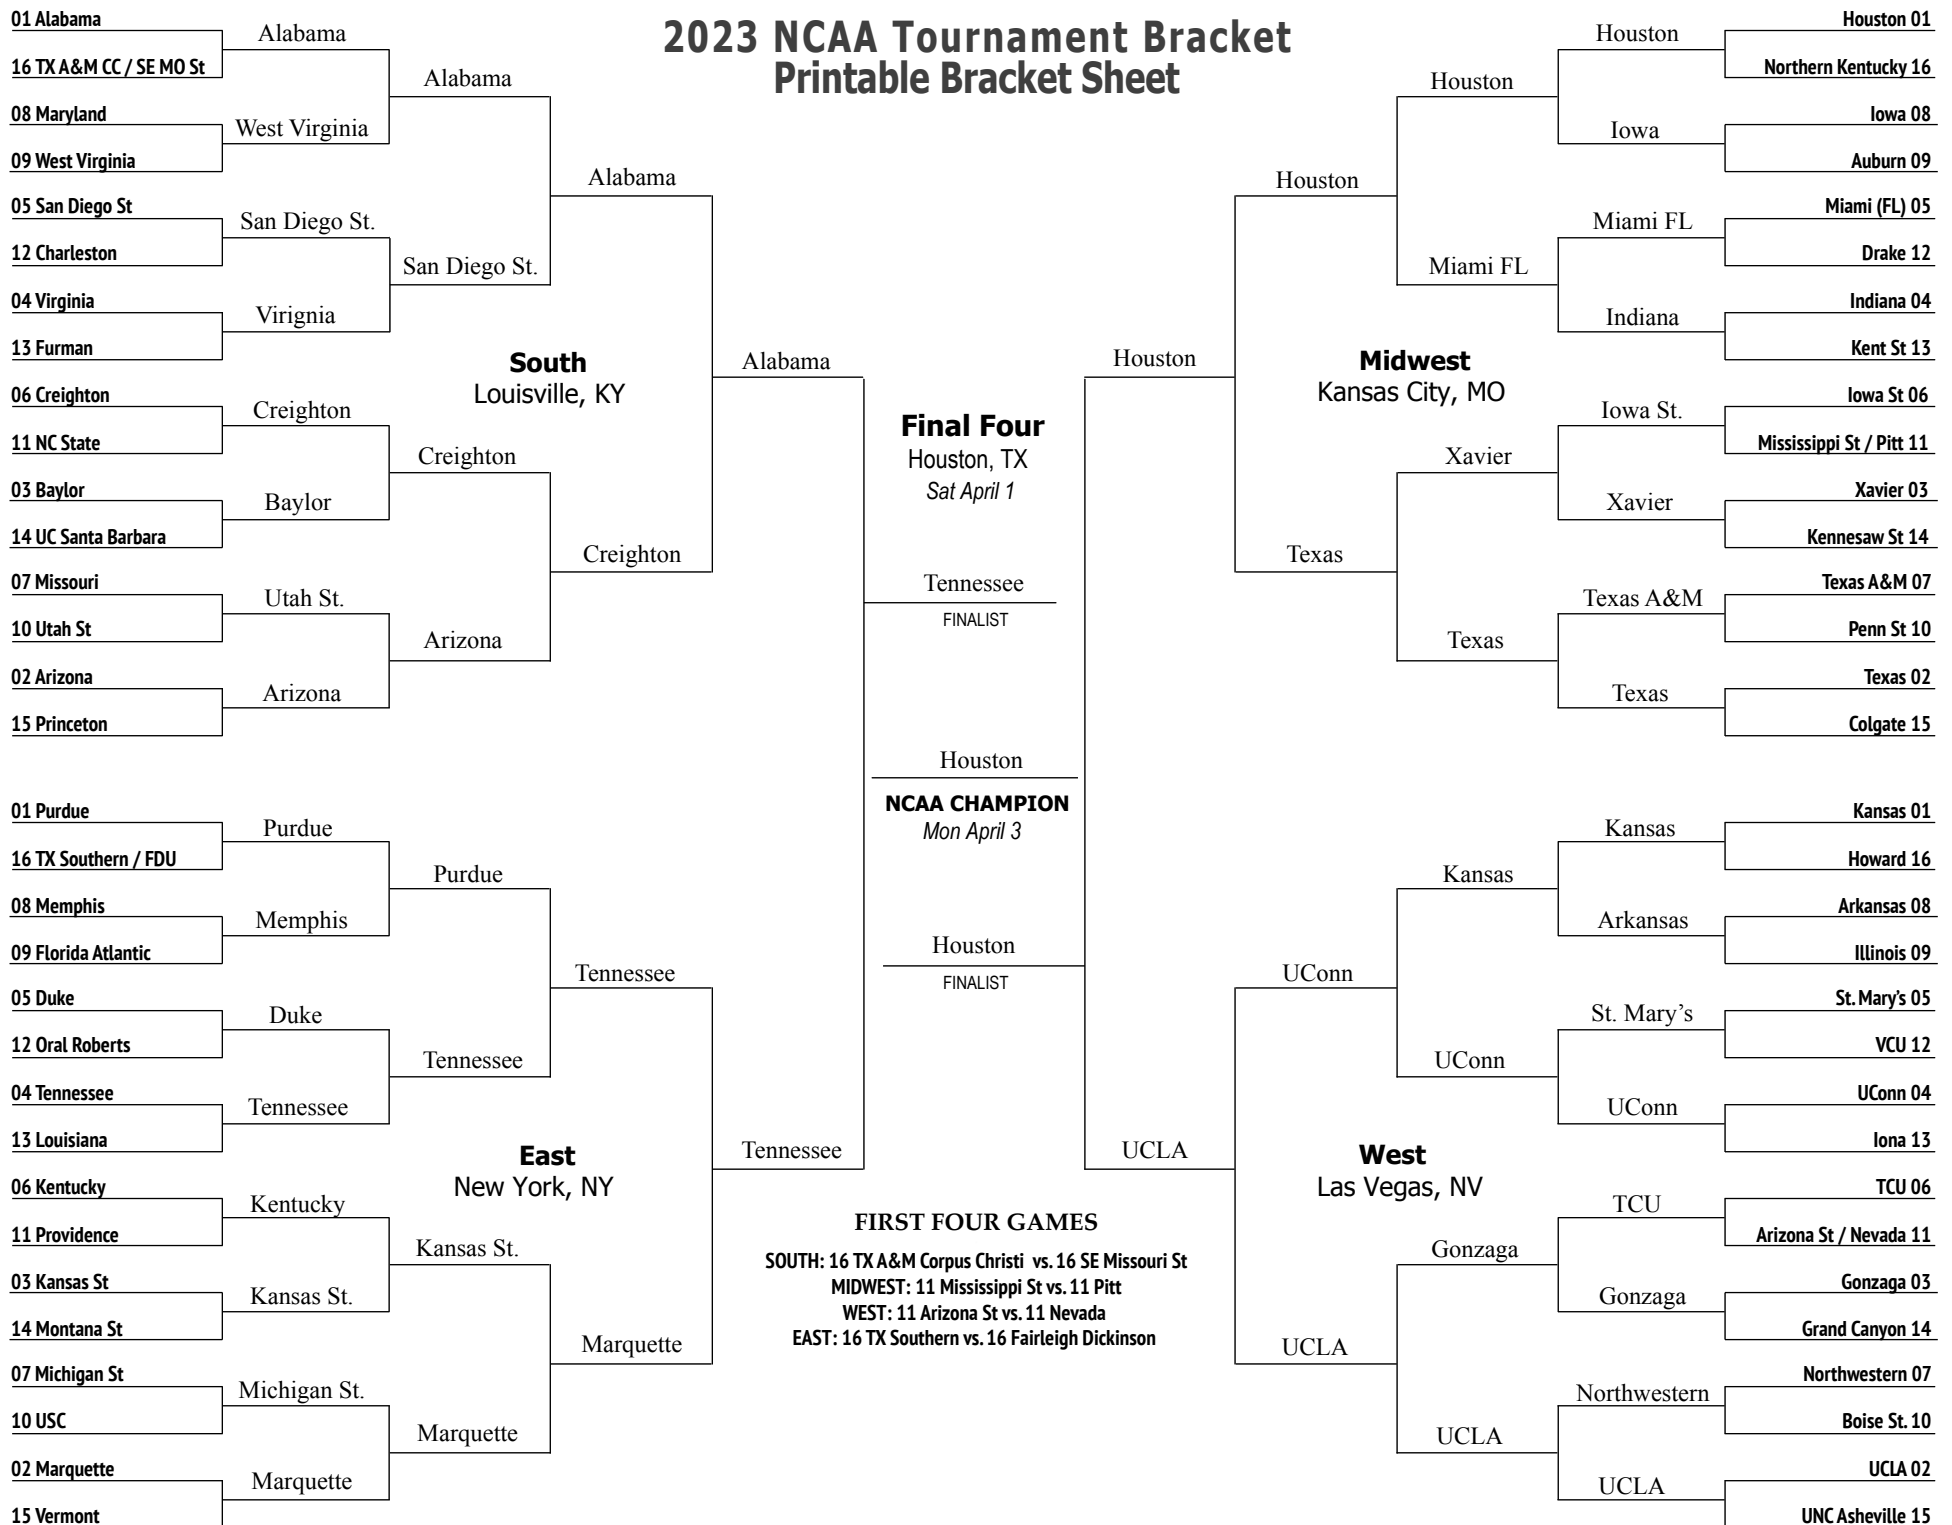 2023 NCAA Tournament Bracket
Printable Bracket Sheet
01 Alabama
16 TX A&M CC / SE MO St
08 Maryland
09 West Virginia
05 San Diego St
12 Charleston
04 Virginia
13 Furman
06 Creighton
11 NC State
03 Baylor
14 UC Santa Barbara
07 Missouri
10 Utah St
02 Arizona
15 Princeton
Alabama
West Virginia
San Diego St.
Virignia
Creighton
Baylor
Utah St.
Arizona
Alabama
San Diego St.
Creighton
Arizona
Alabama
Creighton
Alabama
South
Louisville, KY
01 Purdue
16 TX Southern / FDU
08 Memphis
09 Florida Atlantic
05 Duke
12 Oral Roberts
04 Tennessee
13 Louisiana
06 Kentucky
11 Providence
03 Kansas St
14 Montana St
07 Michigan St
10 USC
02 Marquette
15 Vermont
Purdue
Memphis
Duke
Tennessee
Kentucky
Kansas St.
Michigan St.
Marquette
Purdue
Tennessee
Kansas St.
Marquette
Tennessee
Marquette
Tennessee
East
New York, NY
Final Four
Houston, TX
Sat April 1
Tennessee
FINALIST
Houston
NCAA CHAMPION
Mon April 3
Houston
FINALIST
FIRST FOUR GAMES
SOUTH: 16 TX A&M Corpus Christi vs. 16 SE Missouri St
MIDWEST: 11 Mississippi St vs. 11 Pitt
WEST: 11 Arizona St vs. 11 Nevada
EAST: 16 TX Southern vs. 16 Fairleigh Dickinson
Houston
Midwest
Kansas City, MO
Houston
Texas
Houston
Miami FL
Xavier
Texas
Houston
Iowa
Miami FL
Indiana
Iowa St.
Xavier
Texas A&M
Texas
Houston 01
Northern Kentucky 16
Iowa 08
Auburn 09
Miami (FL) 05
Drake 12
Indiana 04
Kent St 13
Iowa St 06
Mississippi St / Pitt 11
Xavier 03
Kennesaw St 14
Texas A&M 07
Penn St 10
Texas 02
Colgate 15
UCLA
West
Las Vegas, NV
UConn
UCLA
Kansas
UConn
Gonzaga
UCLA
Kansas
Arkansas
St. Mary’s
UConn
TCU
Gonzaga
Northwestern
UCLA
Kansas 01
Howard 16
Arkansas 08
Illinois 09
St. Mary’s 05
VCU 12
UConn 04
Iona 13
TCU 06
Arizona St / Nevada 11
Gonzaga 03
Grand Canyon 14
Northwestern 07
Boise St. 10
UCLA 02
UNC Asheville 15